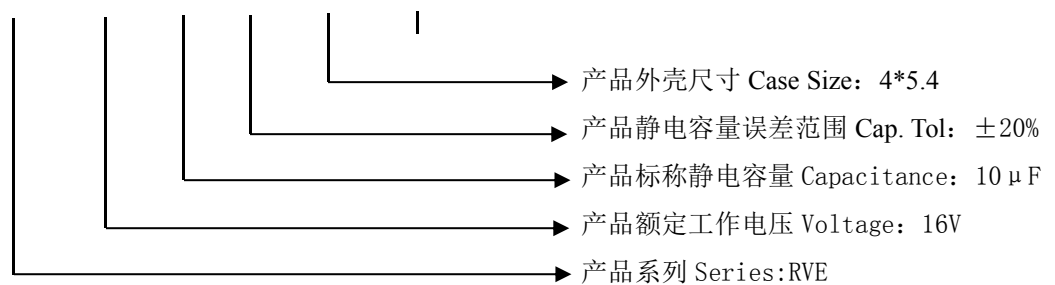 产品外壳尺寸 Case Size：4*5.4
产品静电容量误差范围 Cap. Tol：±20%
产品标称静电容量 Capacitance：10μF
产品额定工作电压 Voltage：16V
产品系列 Series:RVE